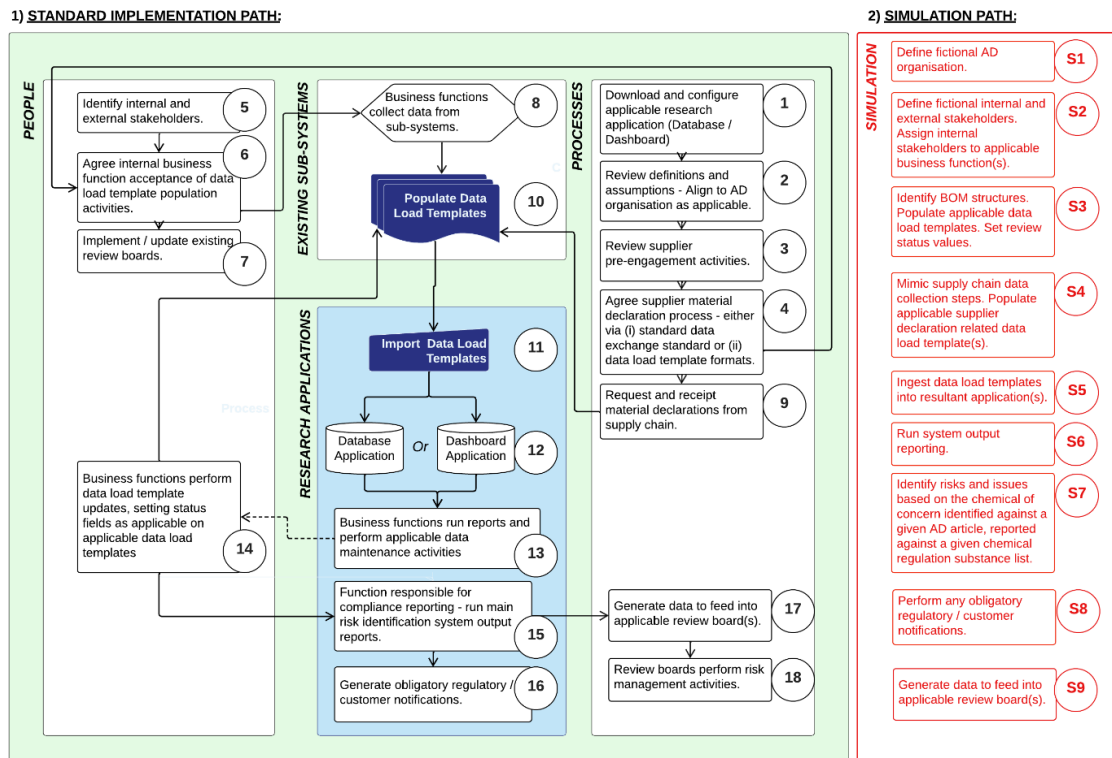 1) STANDARD IMPLEMENTATION PATH:
2) SIMULATION PATH:
PEOPLE
Identify internal and
external stakeholders.
5
Agree internal business
function acceptance of data
load template population
activities.
6
Implement / update existing
review boards.
7
Business functions perform
data load template
updates, setting status
fields as applicable on
applicable data load
templates
14
Process
EXISTING SUB-SYSTEMS
Business functions
collect data from
sub-systems.
8
C
Populate Data
Load Templates
10
RESEARCH APPLICATIONS
Import Data Load
Templates
11
Database
Application
Or
Dashboard
Application
12
Business functions run reports and
perform applicable data
maintenance activities
13
Function responsible for
compliance reporting - run main
risk identification system output
reports.
15
Generate obligatory regulatory /
customer notifications.
16
PROCESSES
Download and configure
applicable research
application (Database /
Dashboard)
1
Review definitions and
assumptions - Align to AD
organisation as applicable.
2
Review supplier
pre-engagement activities.
3
Agree supplier material
declaration process - either
via (i) standard data
exchange standard or (ii)
data load template formats.
4
Request and receipt
material declarations from
supply chain.
9
Generate data to feed into
applicable review board(s).
17
Review boards perform risk
management activities.
18
SIMULATION
Define fictional AD
organisation.
S1
Define fictional internal and
external stakeholders.
Assign internal
stakeholders to applicable
business function(s).
S2
Identify BOM structures.
Populate applicable data
load templates. Set review
status values.
S3
Mimic supply chain data
collection steps. Populate
applicable supplier
declaration related data
load template(s).
S4
Ingest data load templates
into resultant application(s).
S5
Run system output
reporting.
S6
Identify risks and issues
based on the chemical of
concern identified against a
given AD article, reported
against a given chemical
regulation substance list.
S7
Perform any obligatory
regulatory / customer
notifications.
S8
Generate data to feed into
applicable review board(s).
S9